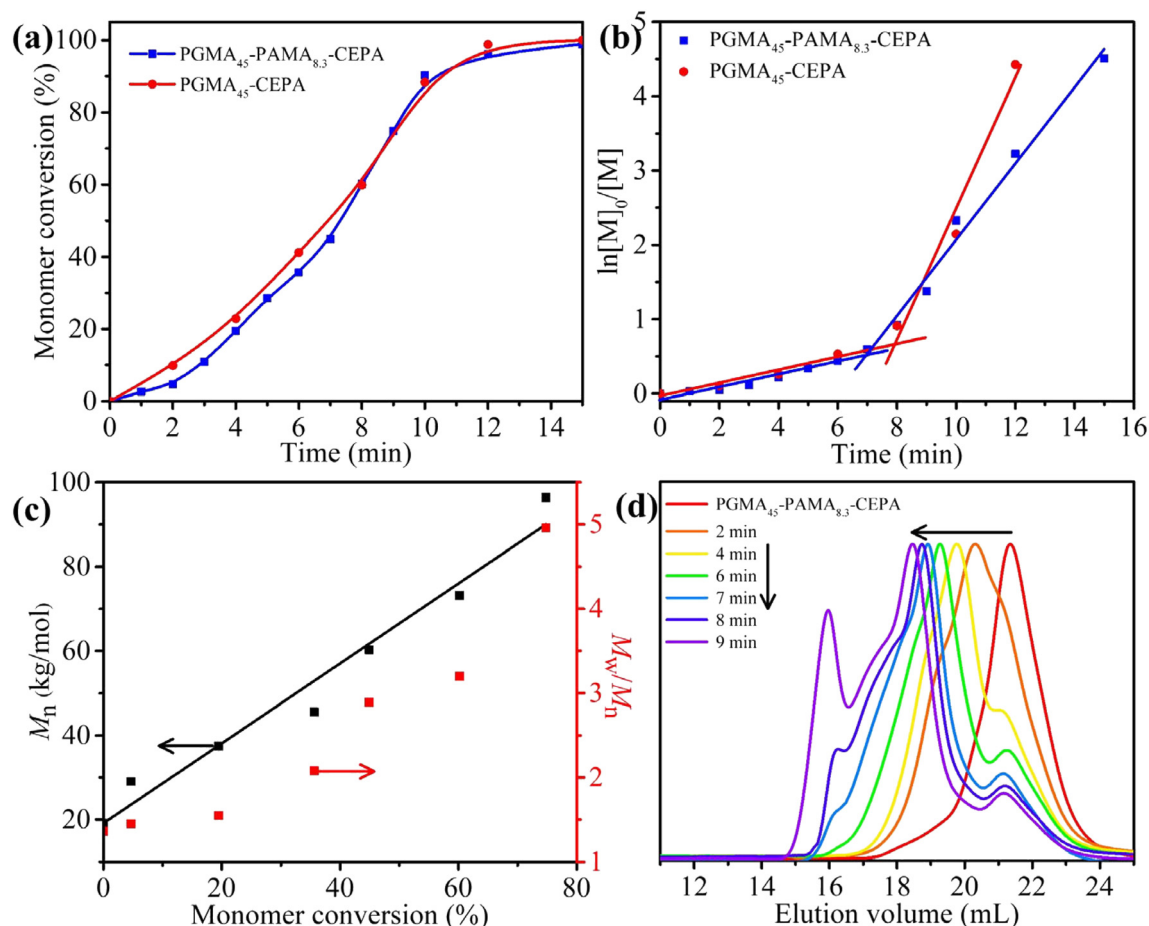 (a)
PGMA45-PAMA8.3-CEPA
PGMA45-CEPA
Monomer conversion (%)
100
80
60
40
20
0
0 2 4 6 8 10 12 14
Time (min)
(b)
PGMA45-PAMA8.3-CEPA
PGMA45-CEPA
ln[M]0/[M]
5
4
3
2
1
0
0 2 4 6 8 10 12 14 16
Time (min)
(c)
Mn (kg/mol)
100
80
60
40
20
0 20 40 60 80
Monomer conversion (%)
5
4
3
2
1
Mw/Mn
(d)
PGMA45-PAMA8.3-CEPA
2 min
4 min
6 min
7 min
8 min
9 min
12 14 16 18 20 22 24
Elution volume (mL)